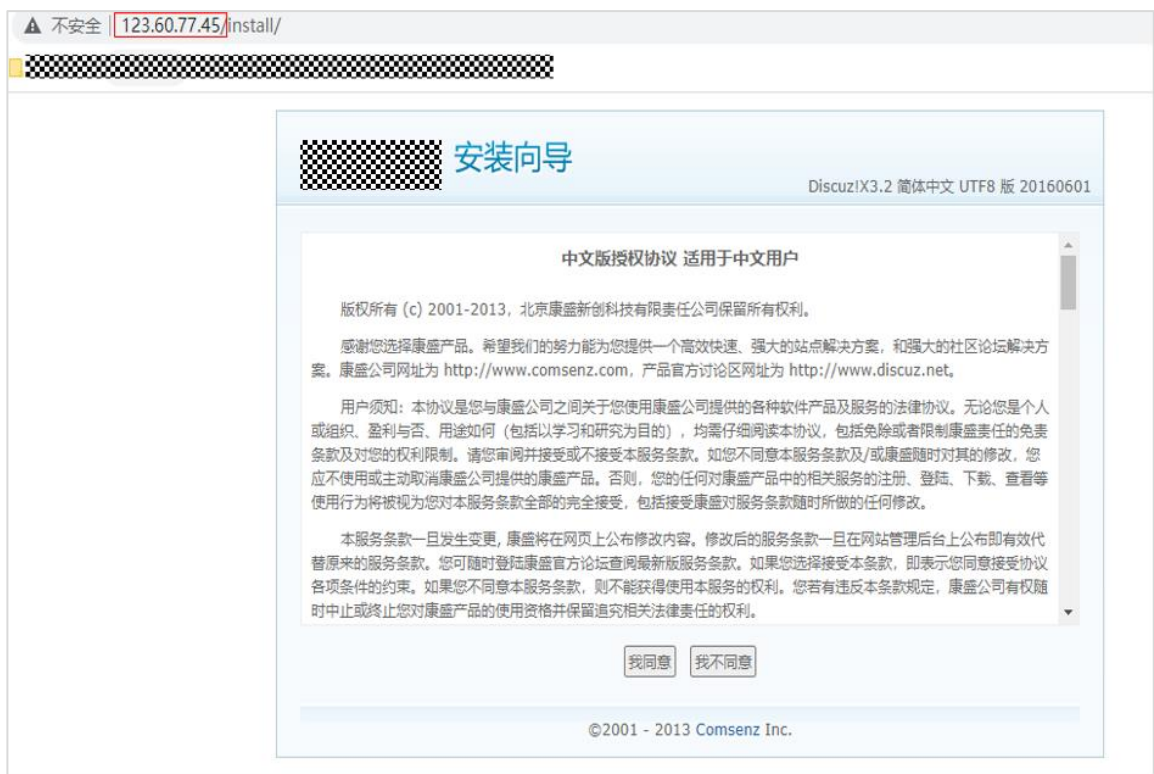 不安全 | 123.60.77.45/install/
安装向导
Discuz!X3.2 简体中文 UTF8 版 20160601
中文版授权协议 适用于中文用户
版权所有 (c) 2001-2013，北京康盛新创科技有限责任公司保留所有权利。
感谢您选择康盛产品。希望我们的努力能为您提供一个高效快速、强大的站点解决方案，和强大的社区论坛解决方
案。康盛公司网址为 http://www.comsenz.com，产品官方讨论区网址为 http://www.discuz.net。
用户须知：本协议是您与康盛公司之间关于您使用康盛公司提供的各种软件产品及服务的法律协议。无论您是个人
或组织、盈利与否、用途如何（包括以学习和研究为目的），均需仔细阅读本协议，包括免除或者限制康盛责任的免责
条款及对您的权利限制。请您审阅并接受或不接受本服务条款。如您不同意本服务条款及/或康盛随时对其的修改，您
应不使用或主动取消康盛公司提供的康盛产品。否则，您的任何对康盛产品中的相关服务的注册、登陆、下载、查看等
使用行为将被视为您对本服务条款全部的完全接受，包括接受康盛对服务条款随时所做的任何修改。
本服务条款一旦发生变更, 康盛将在网页上公布修改内容。修改后的服务条款一旦在网站管理后台上公布即有效代
替原来的服务条款。您可随时登陆康盛官方论坛查阅最新版服务条款。如果您选择接受本条款，即表示您同意接受协议
各项条件的约束。如果您不同意本服务条款，则不能获得使用本服务的权利。您若有违反本条款规定，康盛公司有权随
时中止或终止您对康盛产品的使用资格并保留追究相关法律责任的权利。
我同意 我不同意
©2001 - 2013 Comsenz Inc.